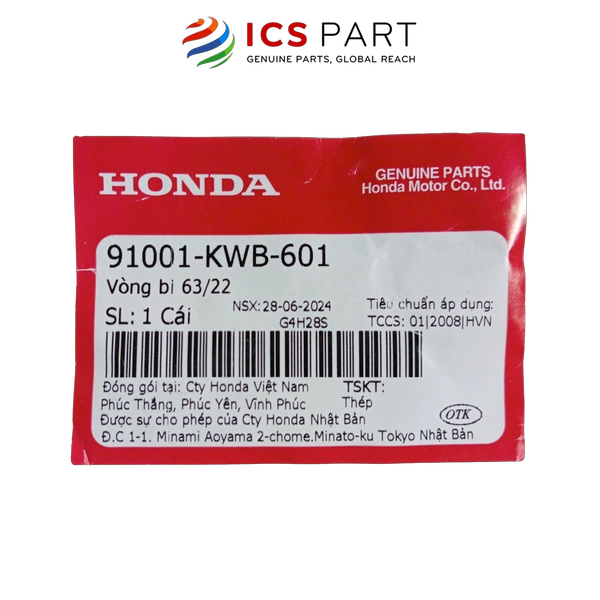 ICS PART
GENUINE PARTS, GLOBAL REACH
HONDA
GENUINE PARTS
Honda Motor Co., Ltd.
91001-KWB-601
Vòng bi 63/22
SL: 1 Cái
NSX: 28-06-2024
G4H28S
Tiêu chuẩn áp dụng:
TCCS: 01|2008|HVN
Đóng gói tại: Cty Honda Việt Nam
Phúc Thắng, Phúc Yên, Vĩnh Phúc
TSKT:
Thép
Được sự cho phép của Cty Honda Nhật Bản
Đ.C 1-1. Minami Aoyama 2-chome.Minato-ku Tokyo Nhật Bản
OTK